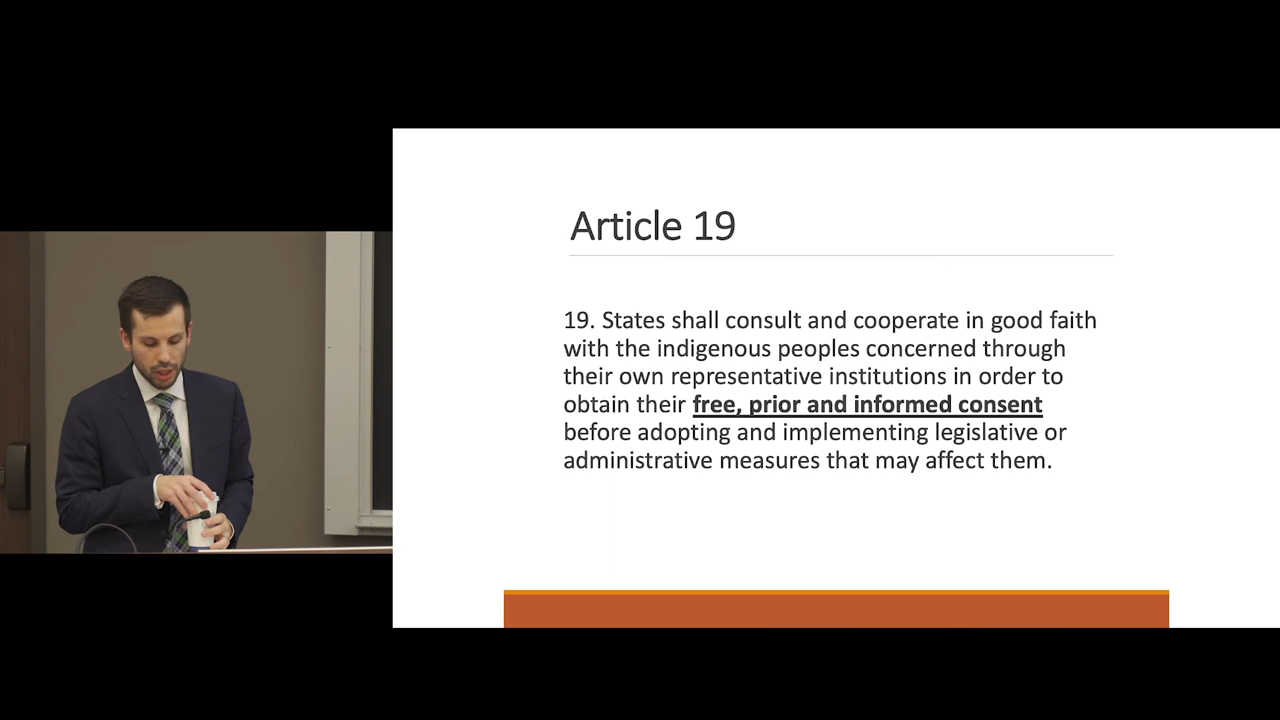 Article 19
19. States shall consult and cooperate in good faith
with the indigenous peoples concerned through
their own representative institutions in order to
obtain their free, prior and informed consent
before adopting and implementing legislative or
administrative measures that may affect them.